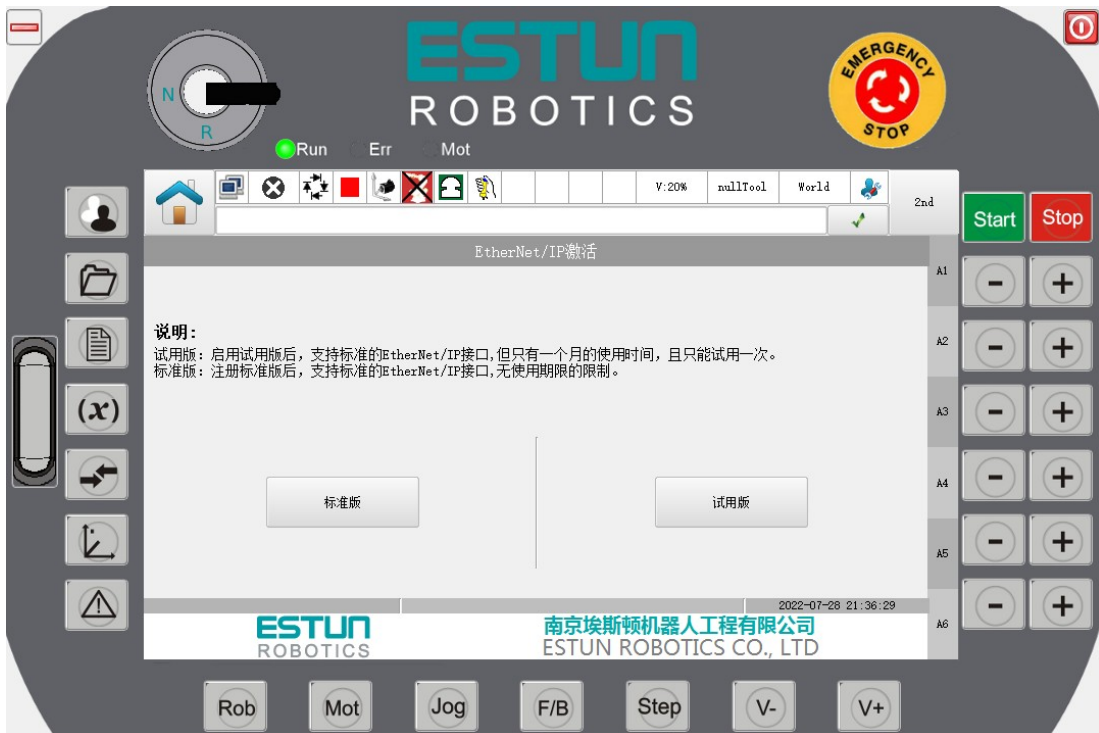 ESTUN
ROBOTICS
EMERGENCY
STOP
N
R
Run Err Mot
V:20% nullTool World
2nd
Start Stop
EtherNet/IP激活
A1
- +
说明:
试用版: 启用试用版后, 支持标准的EtherNet/IP接口,但只有一个月的使用时间, 且只能试用一次。
标准版: 注册标准版后, 支持标准的EtherNet/IP接口,无使用期限的限制。
A2
- +
(x)
A3
- +
标准版
试用版
A4
- +
A5
- +
2022-07-28 21:36:29
A6
- +
ESTUN
ROBOTICS
南京埃斯顿机器人工程有限公司
ESTUN ROBOTICS CO., LTD
Rob Mot Jog F/B Step V- V+